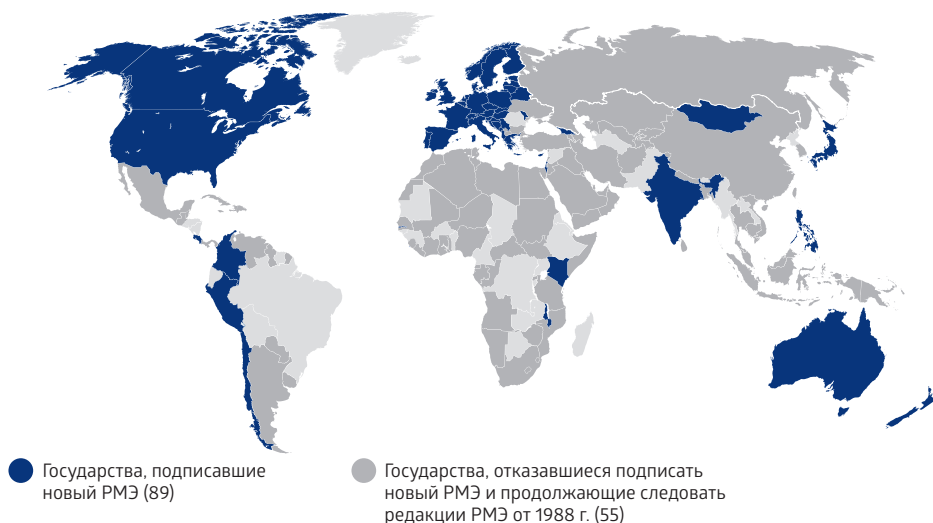 Государства, подписавшие
новый РМЭ (89)
Государства, отказавшиеся подписать
новый РМЭ и продолжающие следовать
редакции РМЭ от 1988 г. (55)